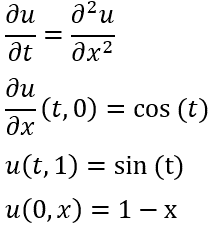 ∂u/∂t = ∂²u/∂x²
∂u/∂x (t, 0) = cos (t)
u(t, 1) = sin (t)
u(0, x) = 1 − x